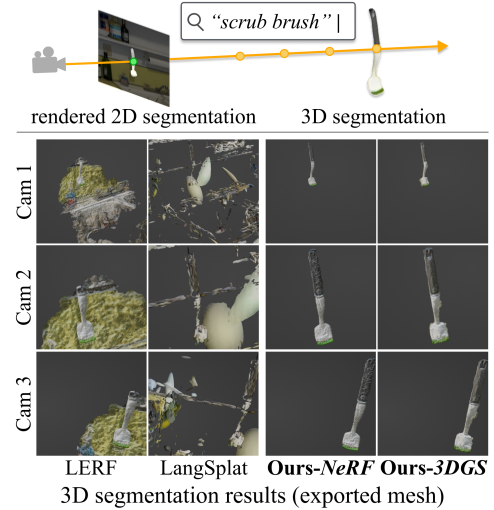 “scrub brush” |
rendered 2D segmentation
3D segmentation
Cam 1
Cam 2
Cam 3
LERF
LangSplat
Ours-NeRF
Ours-3DGS
3D segmentation results (exported mesh)